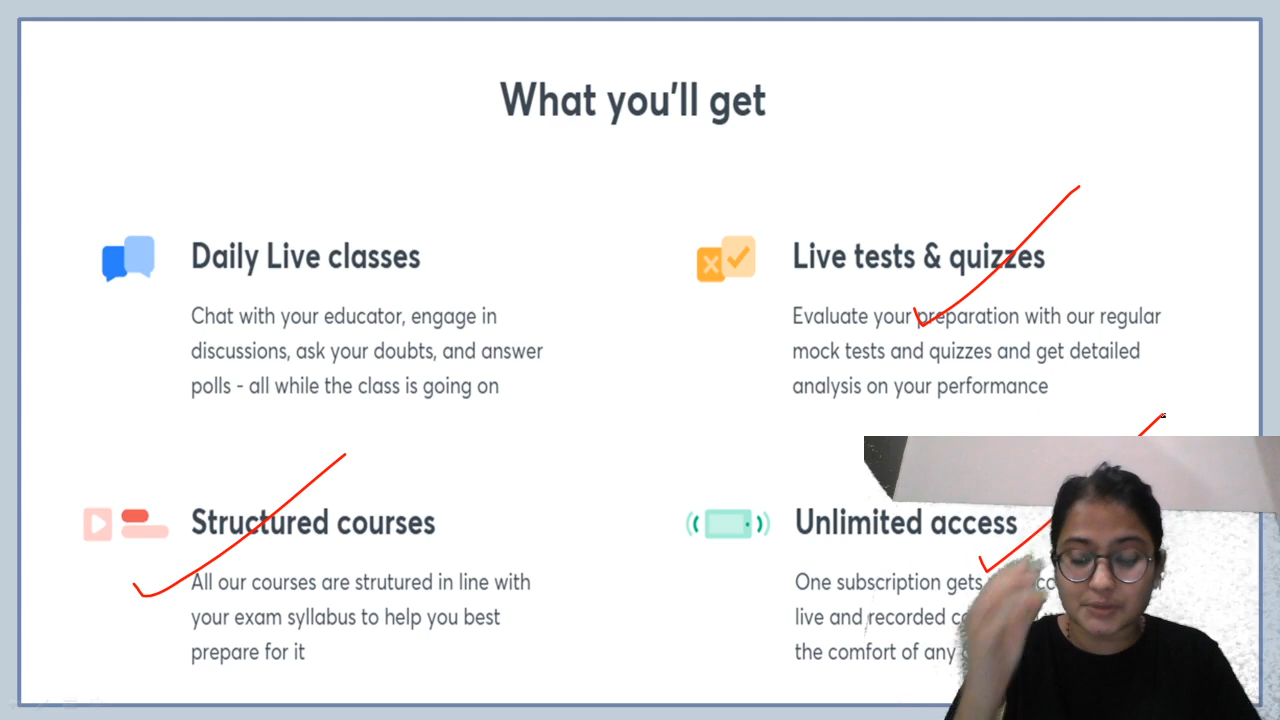 What you'll get
Daily Live classes
Chat with your educator, engage in
discussions, ask your doubts, and answer
polls - all while the class is going on
Live tests & quizzes
Evaluate your preparation with our regular
mock tests and quizzes and get detailed
analysis on your performance
Structured courses
All our courses are strutured in line with
your exam syllabus to help you best
prepare for it
Unlimited access
One subscription gets
live and recorded
the comfort of any